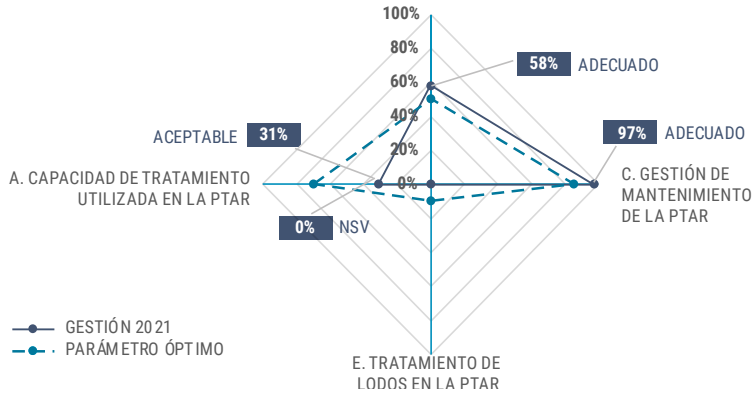 100%
80%
60%
58% ADECUADO
40%
ACEPTABLE 31%
97% ADECUADO
20%
A. CAPACIDAD DE TRATAMIENTO
UTILIZADA EN LA PTAR
0%
C. GESTIÓN DE
MANTENIMIENTO
DE LA PTAR
0% NSV
GESTIÓN 2021
PARÁMETRO ÓPTIMO
E. TRATAMIENTO DE
LODOS EN LA PTAR